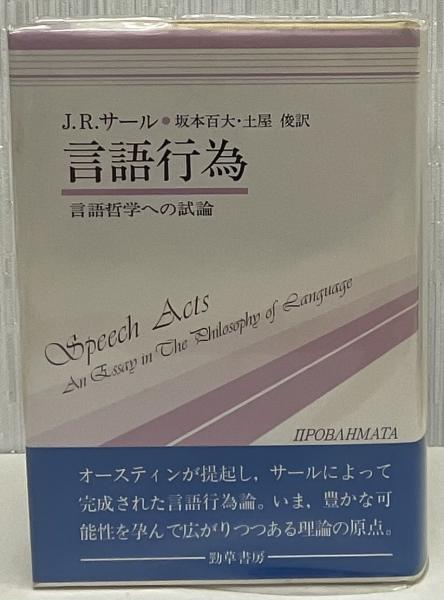 J.R.サール●坂本百大・土屋 俊訳
言語行為
言語哲学への試論
Speech Acts
An Essay in The Philosophy of Language
ΠΡΟΒΛΗΜΑΤΑ
オースティンが提起し，サールによって
完成された言語行為論。いま，豊かな可
能性を孕んで広がりつつある理論の原点。
勁草書房